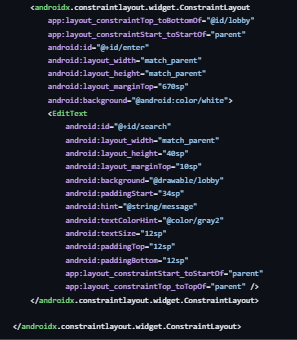 <androidx.constraintlayout.widget.ConstraintLayout
app:layout_constraintTop_toBottomOf="@id/lobby"
app:layout_constraintStart_toStartOf="parent"
android:id="@+id/enter"
android:layout_width="match_parent"
android:layout_height="match_parent"
android:layout_marginTop="670sp"
android:background="@android:color/white">
<EditText
android:id="@+id/search"
android:layout_width="match_parent"
android:layout_height="40sp"
android:layout_marginTop="10sp"
android:background="@drawable/lobby"
android:paddingStart="34sp"
android:hint="@string/message"
android:textColorHint="@color/gray2"
android:textSize="12sp"
android:paddingTop="12sp"
android:paddingBottom="12sp"
app:layout_constraintStart_toStartOf="parent"
app:layout_constraintTop_toTopOf="parent" />
</androidx.constraintlayout.widget.ConstraintLayout>
</androidx.constraintlayout.widget.ConstraintLayout>